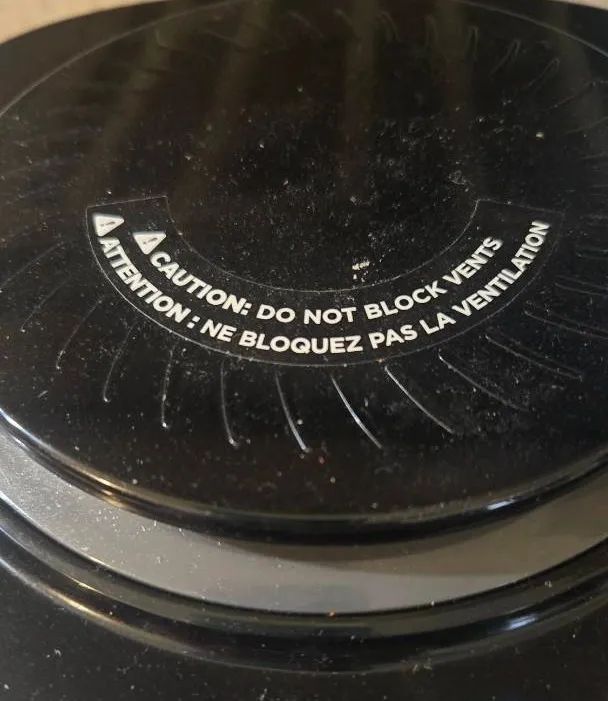 ⚠ CAUTION: DO NOT BLOCK VENTS
⚠ ATTENTION : NE BLOQUEZ PAS LA VENTILATION